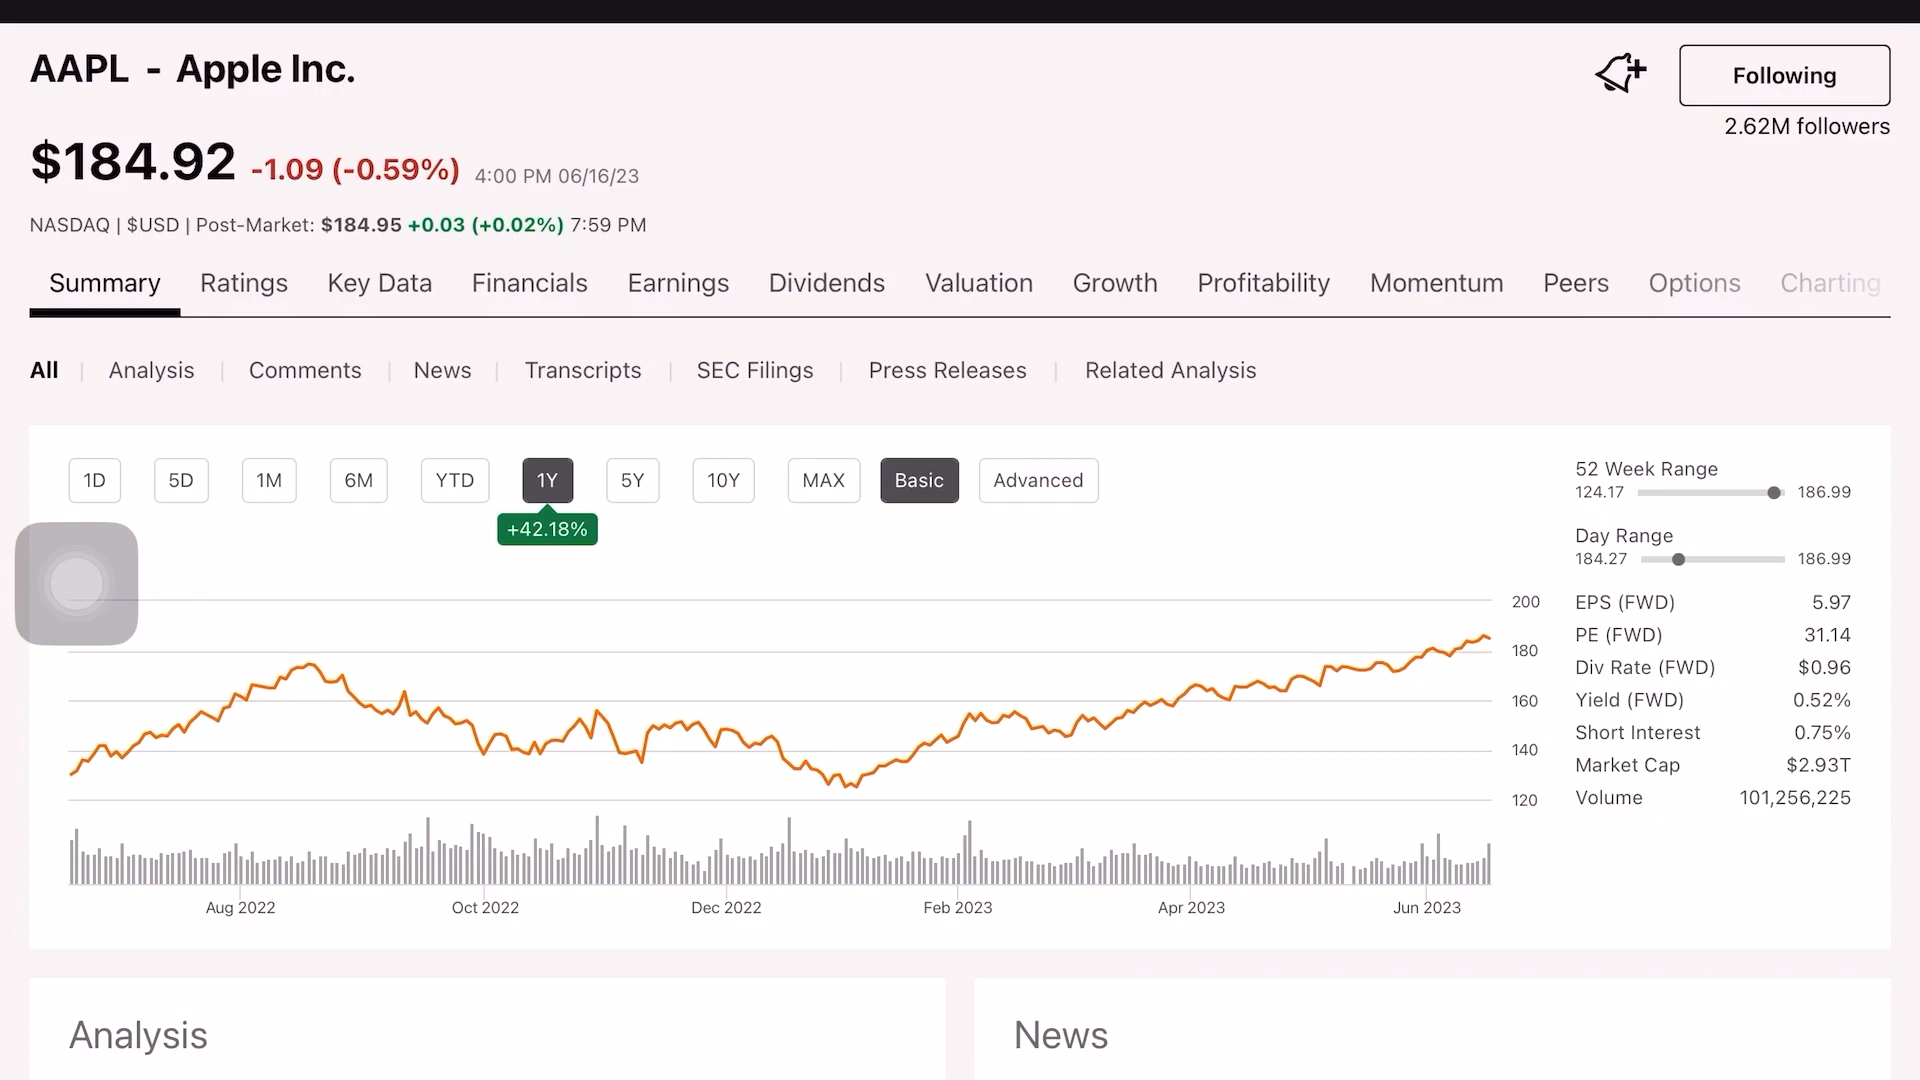 AAPL - Apple Inc.
Following
2.62M followers
$184.92 -1.09 (-0.59%) 4:00 PM 06/16/23
NASDAQ | $USD | Post-Market: $184.95 +0.03 (+0.02%) 7:59 PM
Summary Ratings Key Data Financials Earnings Dividends Valuation Growth Profitability Momentum Peers Options Charting
All | Analysis | Comments | News | Transcripts | SEC Filings | Press Releases | Related Analysis
1D 5D 1M 6M YTD 1Y 5Y 10Y MAX Basic Advanced
+42.18%
200
180
160
140
120
Aug 2022 Oct 2022 Dec 2022 Feb 2023 Apr 2023 Jun 2023
52 Week Range
124.17 186.99
Day Range
184.27 186.99
EPS (FWD) 5.97
PE (FWD) 31.14
Div Rate (FWD) $0.96
Yield (FWD) 0.52%
Short Interest 0.75%
Market Cap $2.93T
Volume 101,256,225
Analysis
News